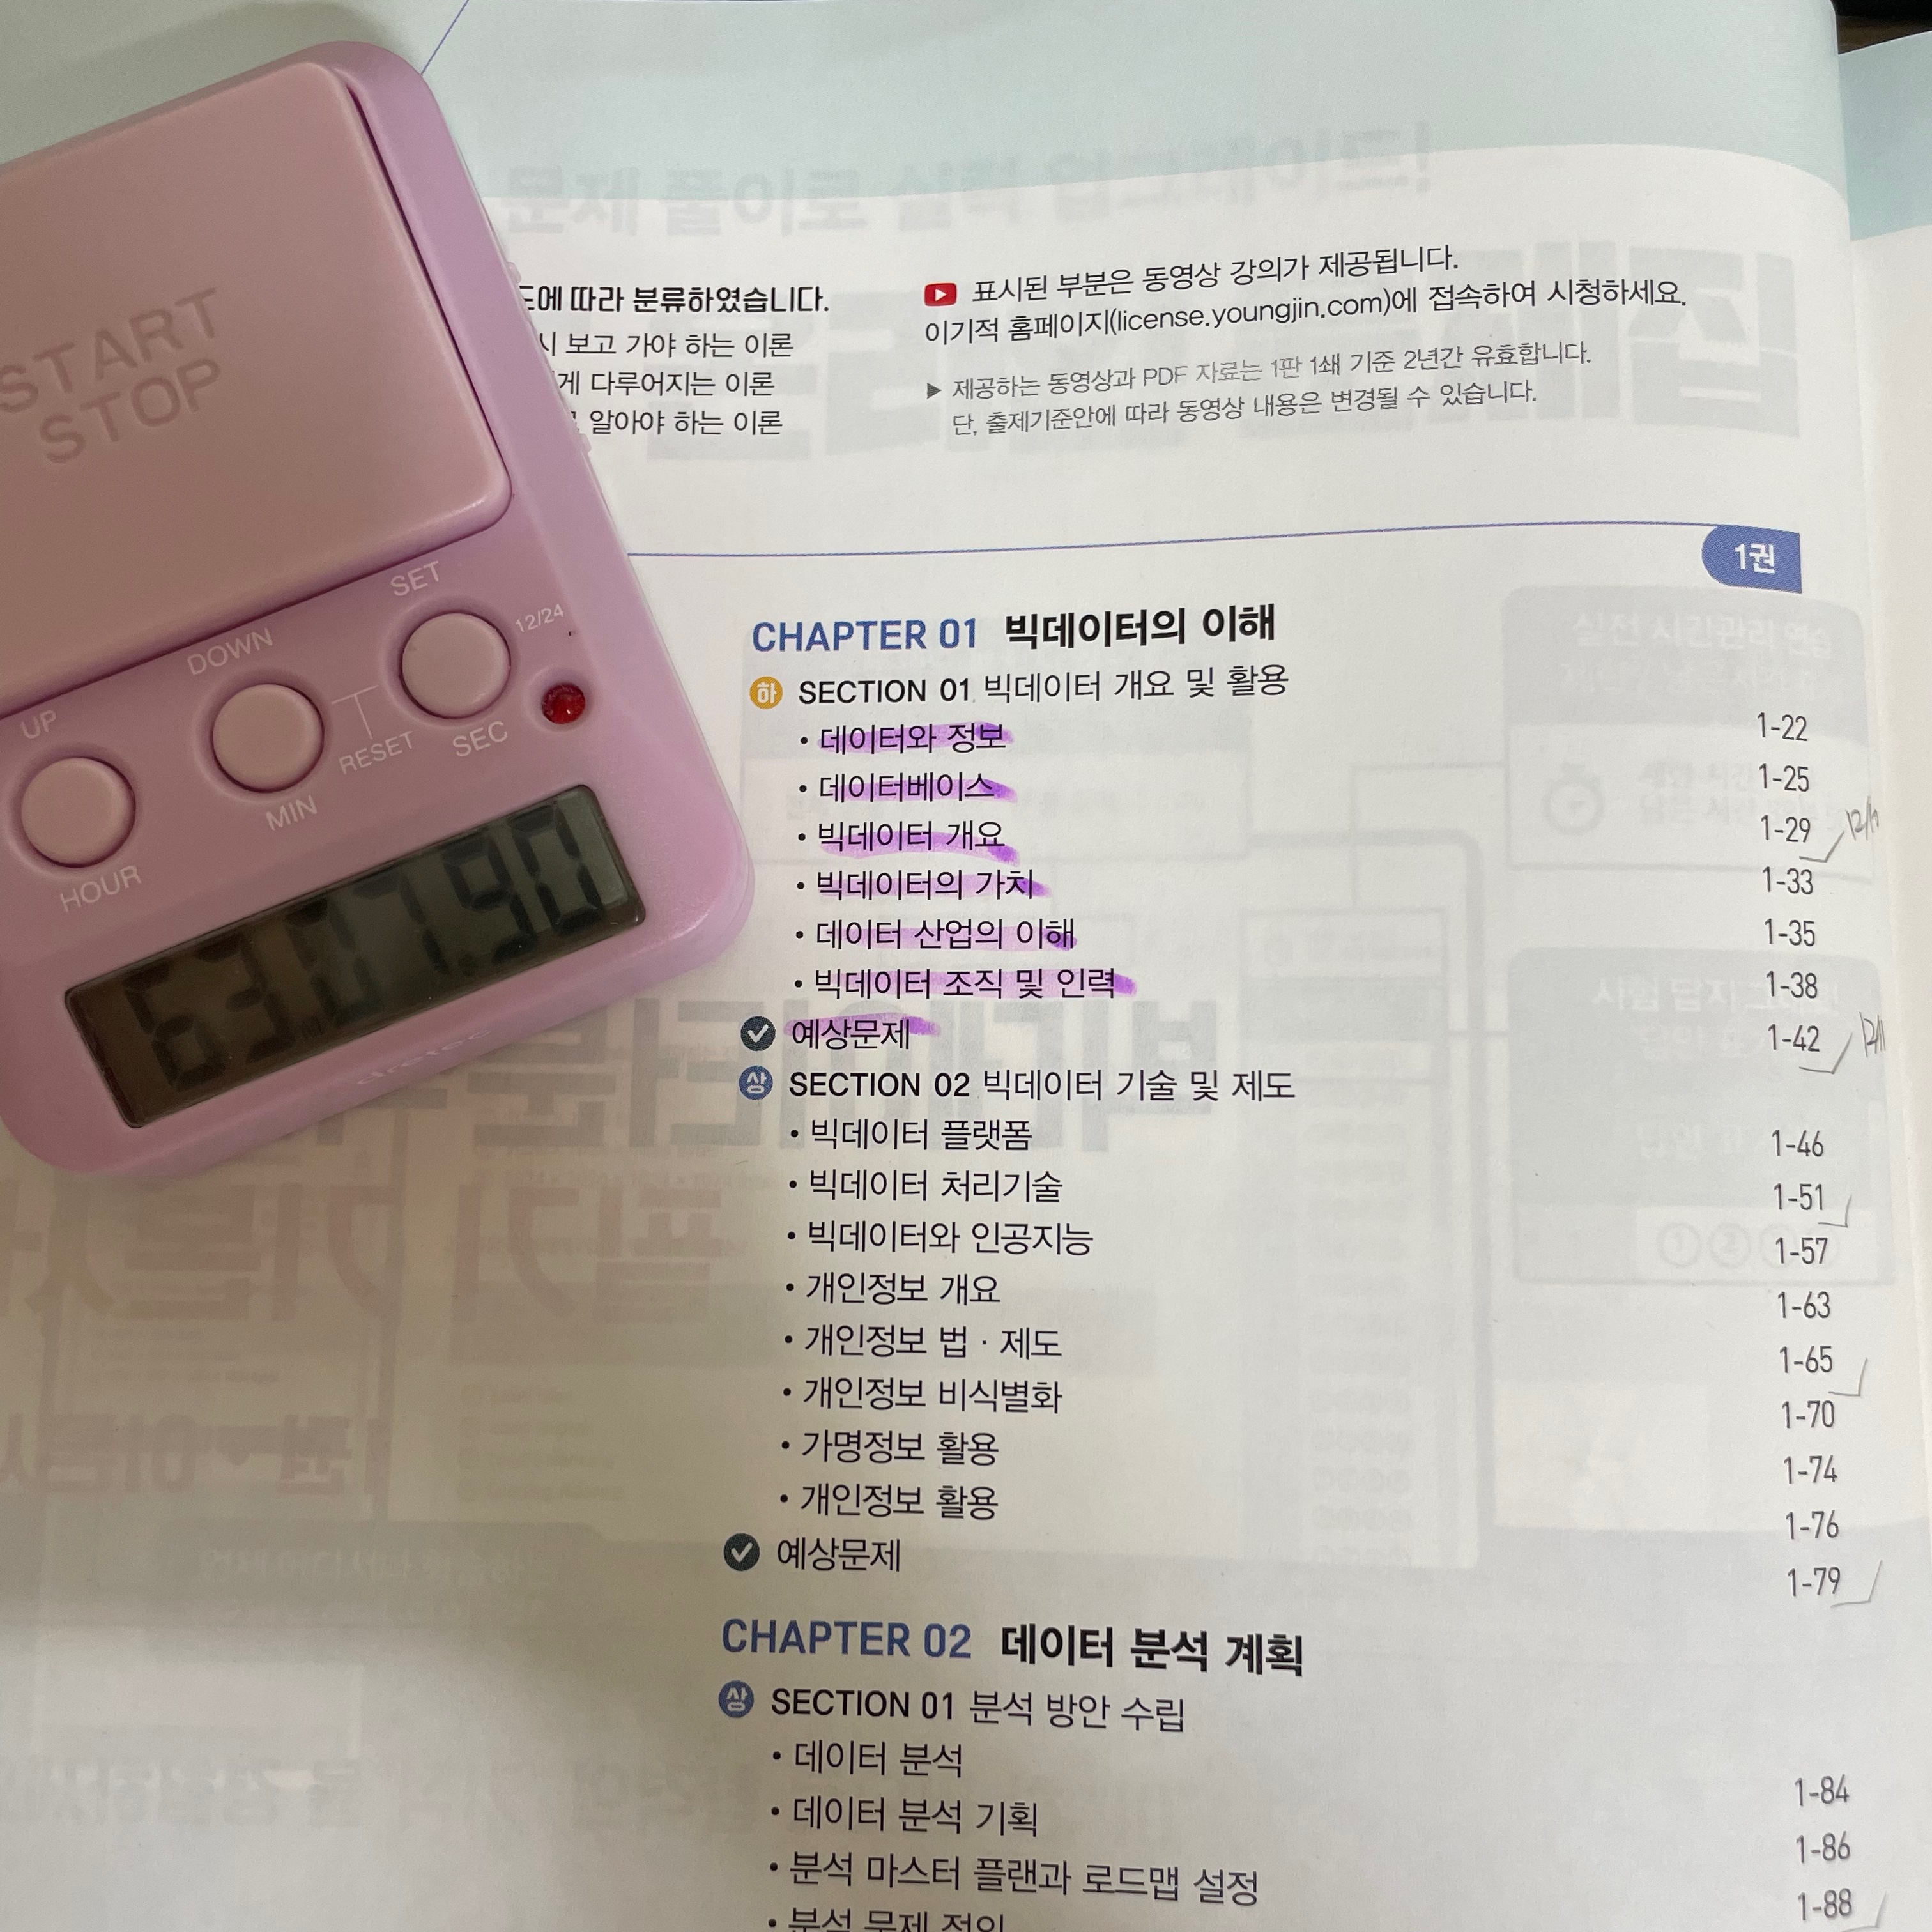 START
STOP
SET
12/24
DOWN
UP
RESET
SEC
MIN
HOUR
63 07 90
에 따라 분류하였습니다.
보고 가야 하는 이론
게 다루어지는 이론
알아야 하는 이론
표시된 부분은 동영상 강의가 제공됩니다.
이기적 홈페이지(license.youngjin.com)에 접속하여 시청하세요.
▶ 제공하는 동영상과 PDF 자료는 1판 1쇄 기준 2년간 유효합니다.
단, 출제기준안에 따라 동영상 내용은 변경될 수 있습니다.
1권
CHAPTER 01 빅데이터의 이해
하 SECTION 01 빅데이터 개요 및 활용
• 데이터와 정보 1-22
• 데이터베이스 1-25
• 빅데이터 개요 1-29
• 빅데이터의 가치 1-33
• 데이터 산업의 이해 1-35
• 빅데이터 조직 및 인력 1-38
예상문제 1-42
상 SECTION 02 빅데이터 기술 및 제도
• 빅데이터 플랫폼 1-46
• 빅데이터 처리기술 1-51
• 빅데이터와 인공지능 1-57
• 개인정보 개요 1-63
• 개인정보 법 · 제도 1-65
• 개인정보 비식별화 1-70
• 가명정보 활용 1-74
• 개인정보 활용 1-76
예상문제 1-79
CHAPTER 02 데이터 분석 계획
상 SECTION 01 분석 방안 수립
• 데이터 분석 1-84
• 데이터 분석 기획 1-86
• 분석 마스터 플랜과 로드맵 설정 1-88
• 분석 문제 정의